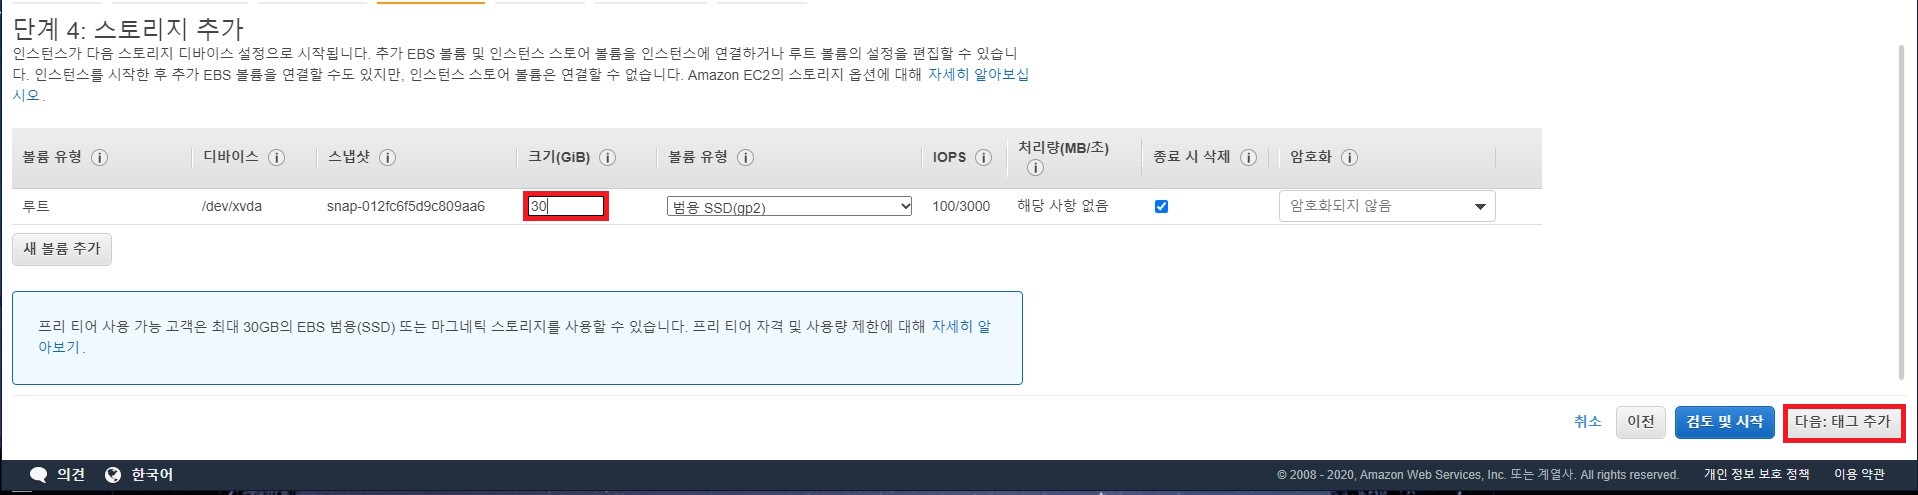 단계 4: 스토리지 추가
인스턴스가 다음 스토리지 디바이스 설정으로 시작됩니다. 추가 EBS 볼륨 및 인스턴스 스토어 볼륨을 인스턴스에 연결하거나 루트 볼륨의 설정을 편집할 수 있습니
다. 인스턴스를 시작한 후 추가 EBS 볼륨을 연결할 수도 있지만, 인스턴스 스토어 볼륨은 연결할 수 없습니다. Amazon EC2의 스토리지 옵션에 대해 자세히 알아보십
시오.
볼륨 유형 디바이스 스냅샷 크기(GiB) 볼륨 유형 IOPS 처리량(MB/초) 종료 시 삭제 암호화
루트 /dev/xvda snap-012fc6f5d9c809aa6 30 범용 SSD(gp2) 100/3000 해당 사항 없음 암호화되지 않음
새 볼륨 추가
프리 티어 사용 가능 고객은 최대 30GB의 EBS 범용(SSD) 또는 마그네틱 스토리지를 사용할 수 있습니다. 프리 티어 자격 및 사용량 제한에 대해 자세히 알
아보기.
취소 이전 검토 및 시작 다음: 태그 추가
의견 한국어 © 2008 - 2020, Amazon Web Services, Inc. 또는 계열사. All rights reserved. 개인 정보 보호 정책 이용 약관